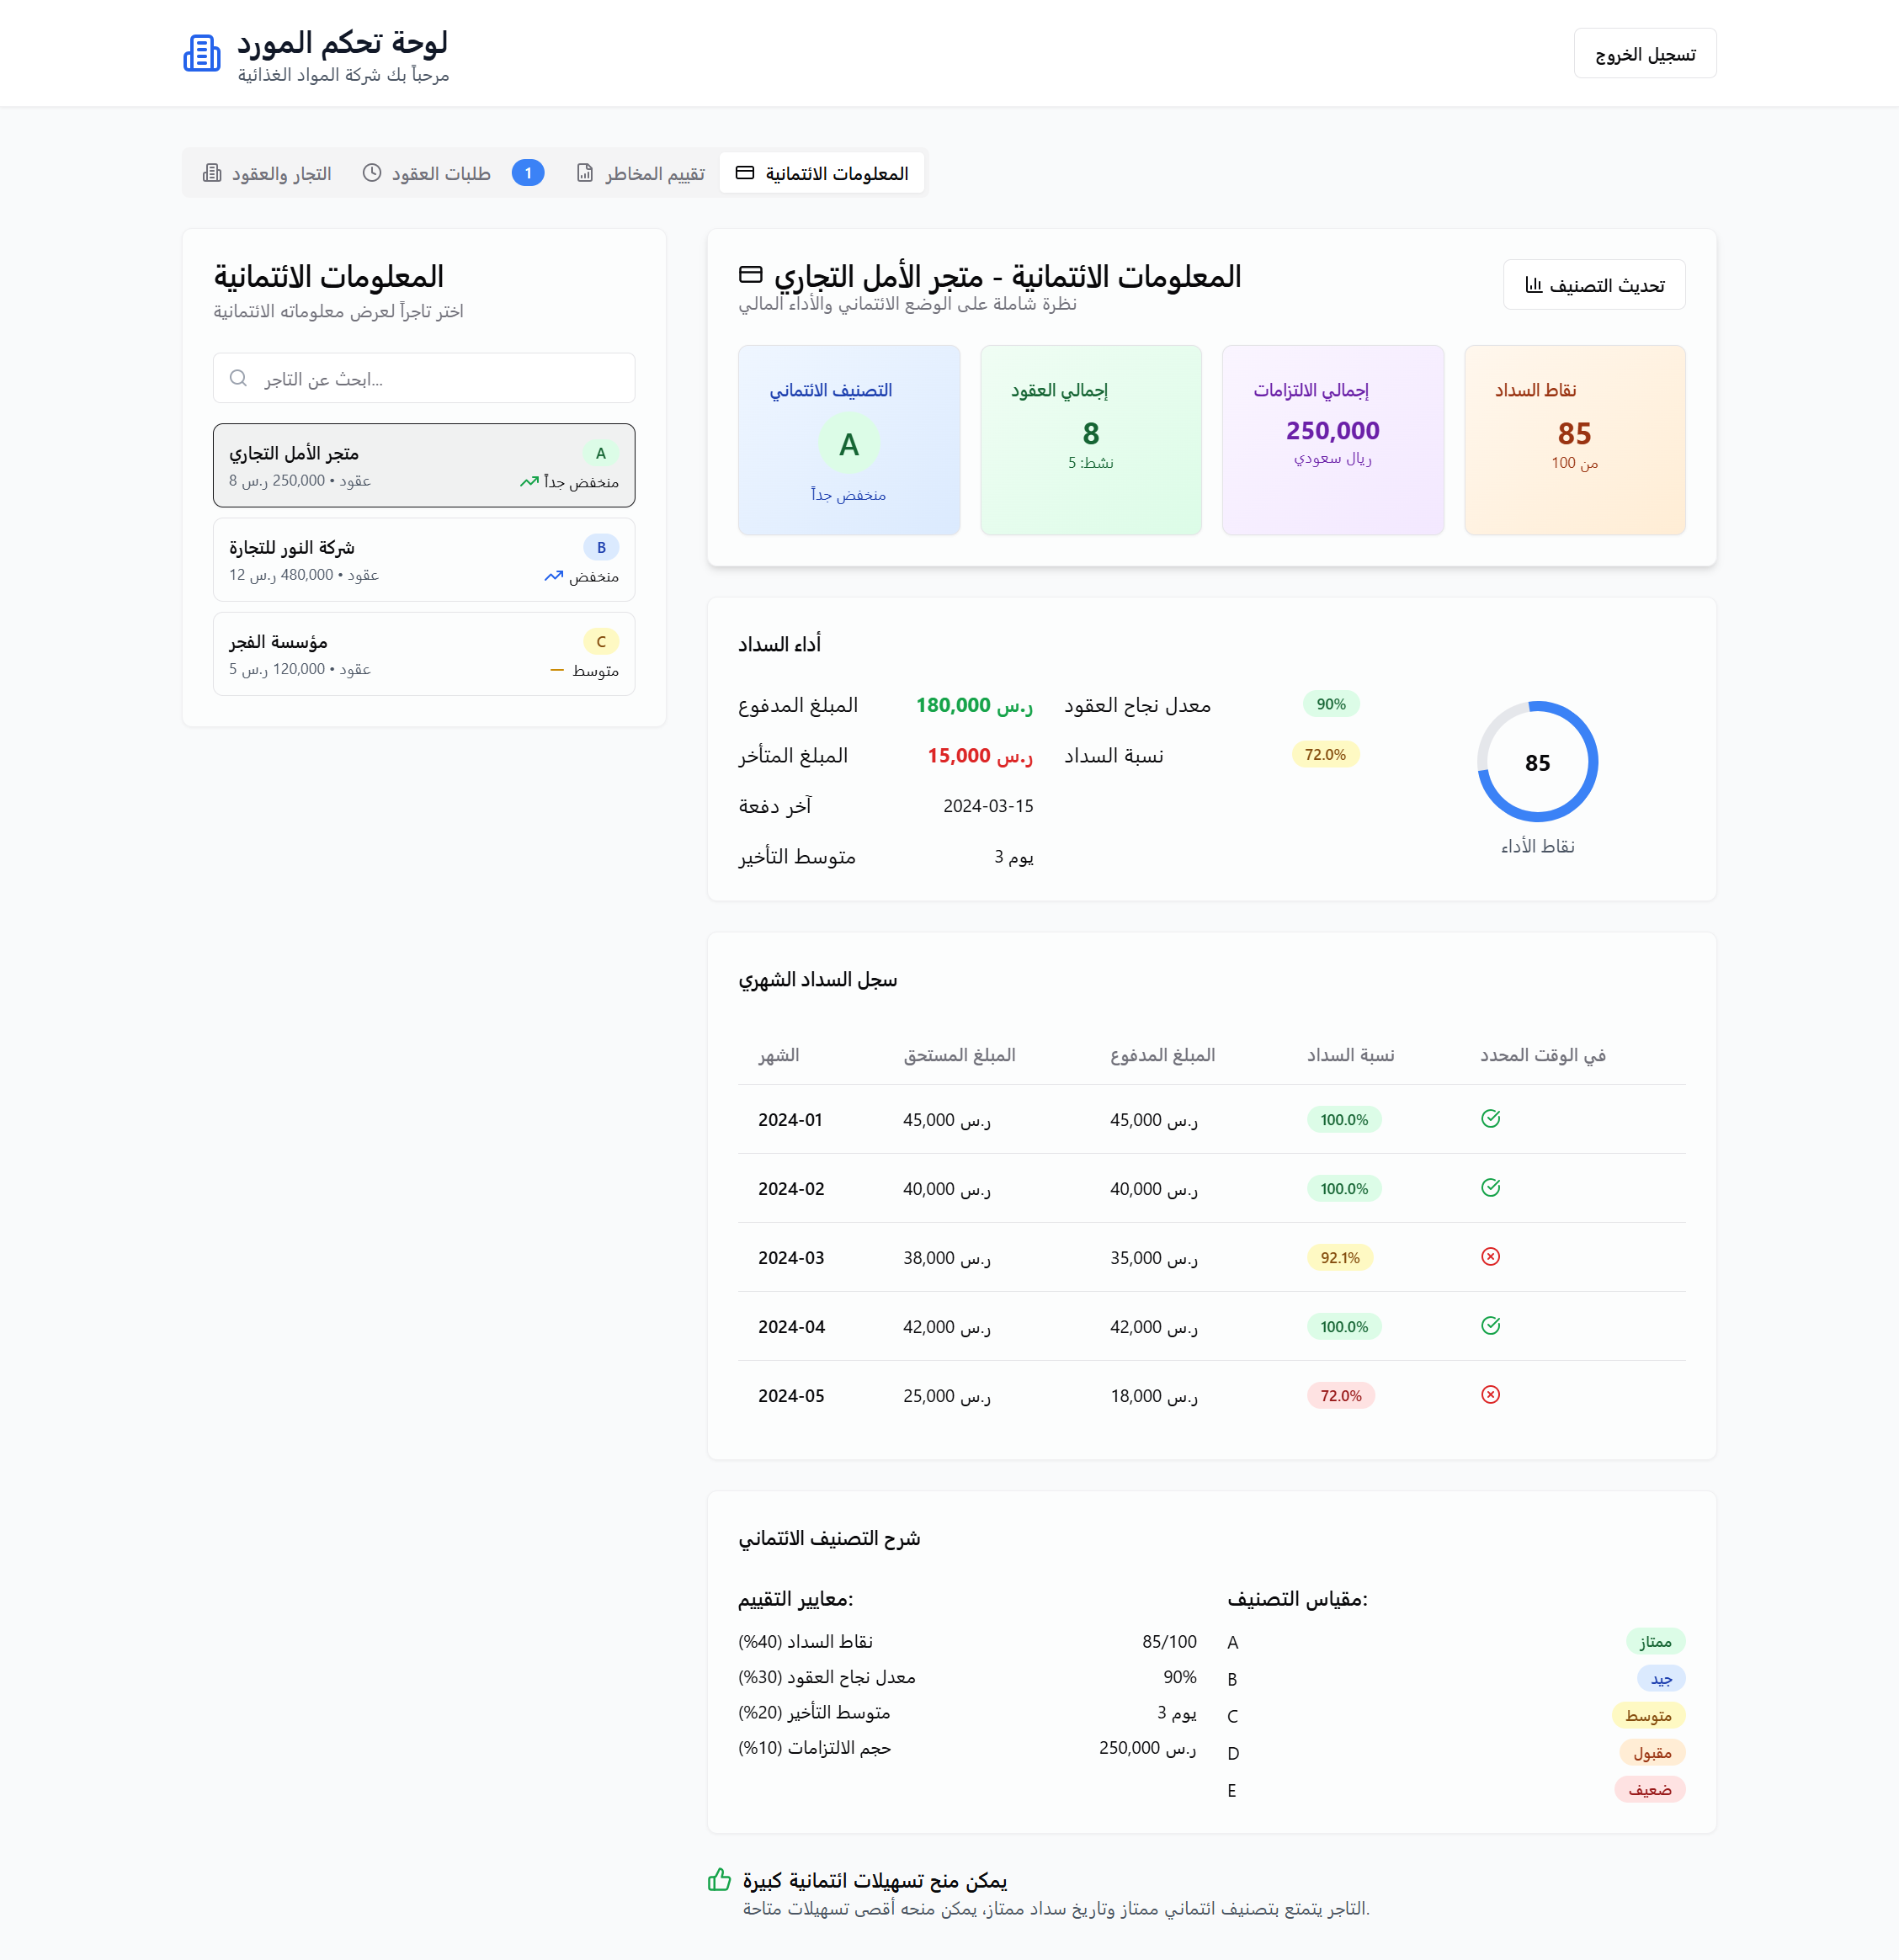 لوحة تحكم المورد
مرحباً بك شركة المواد الغذائية
تسجيل الخروج
التجار والعقود
طلبات العقود 1
تقييم المخاطر
المعلومات الائتمانية
المعلومات الائتمانية
اختر تاجراً لعرض معلوماته الائتمانية
ابحث عن التاجر...
متجر الأمل التجاري A
8 عقود • 250,000 ر.س
منخفض جداً
شركة النور للتجارة B
12 عقود • 480,000 ر.س
منخفض
مؤسسة الفجر C
5 عقود • 120,000 ر.س
متوسط
المعلومات الائتمانية - متجر الأمل التجاري
نظرة شاملة على الوضع الائتماني والأداء المالي
تحديث التصنيف
التصنيف الائتماني
A
منخفض جداً
إجمالي العقود
8
نشط: 5
إجمالي الالتزامات
250,000
ريال سعودي
نقاط السداد
85
من 100
أداء السداد
المبلغ المدفوع 180,000 ر.س
المبلغ المتأخر 15,000 ر.س
آخر دفعة 2024-03-15
متوسط التأخير 3 يوم
معدل نجاح العقود 90%
نسبة السداد 72.0%
85
نقاط الأداء
سجل السداد الشهري
الشهر المبلغ المستحق المبلغ المدفوع نسبة السداد في الوقت المحدد
2024-01 45,000 ر.س 45,000 ر.س 100.0%
2024-02 40,000 ر.س 40,000 ر.س 100.0%
2024-03 38,000 ر.س 35,000 ر.س 92.1%
2024-04 42,000 ر.س 42,000 ر.س 100.0%
2024-05 25,000 ر.س 18,000 ر.س 72.0%
شرح التصنيف الائتماني
معايير التقييم:
نقاط السداد (40%) 85/100
معدل نجاح العقود (30%) 90%
متوسط التأخير (20%) 3 يوم
حجم الالتزامات (10%) 250,000 ر.س
مقياس التصنيف:
A ممتاز
B جيد
C متوسط
D مقبول
E ضعيف
يمكن منح تسهيلات ائتمانية كبيرة
التاجر يتمتع بتصنيف ائتماني ممتاز وتاريخ سداد ممتاز، يمكن منحه أقصى تسهيلات متاحة.